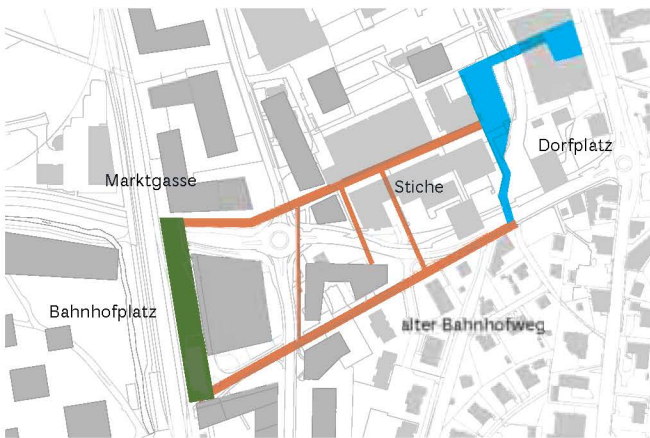 Dorfplatz
Marktgasse
Stiche
Bahnhofplatz
alter Bahnhofweg